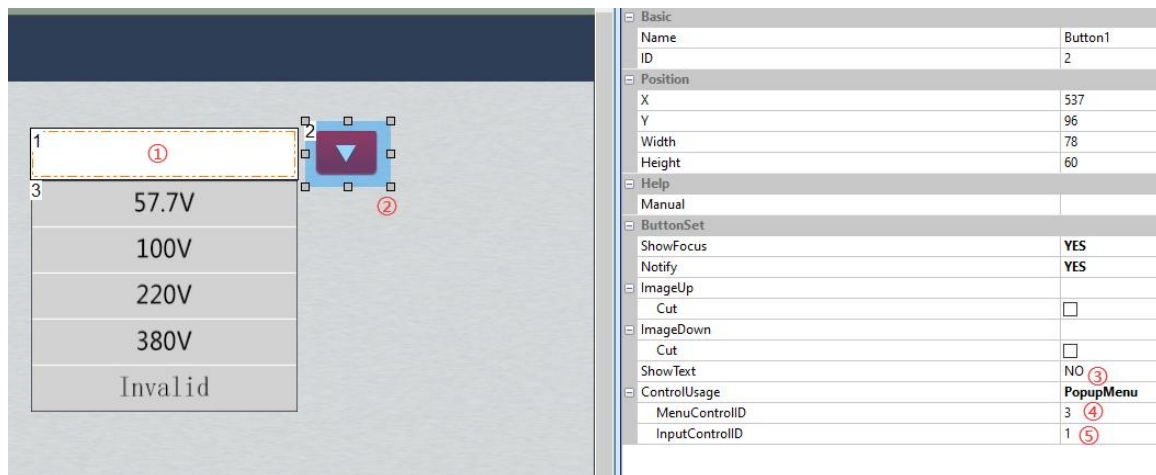 1
①
2
②
3
57.7V
100V
220V
380V
Invalid
Basic
Name Button1
ID 2
Position
X 537
Y 96
Width 78
Height 60
Help
Manual
ButtonSet
ShowFocus YES
Notify YES
ImageUp
Cut
ImageDown
Cut
ShowText NO ③
ControlUsage PopupMenu
MenuControlID 3 ④
InputControlID 1 ⑤